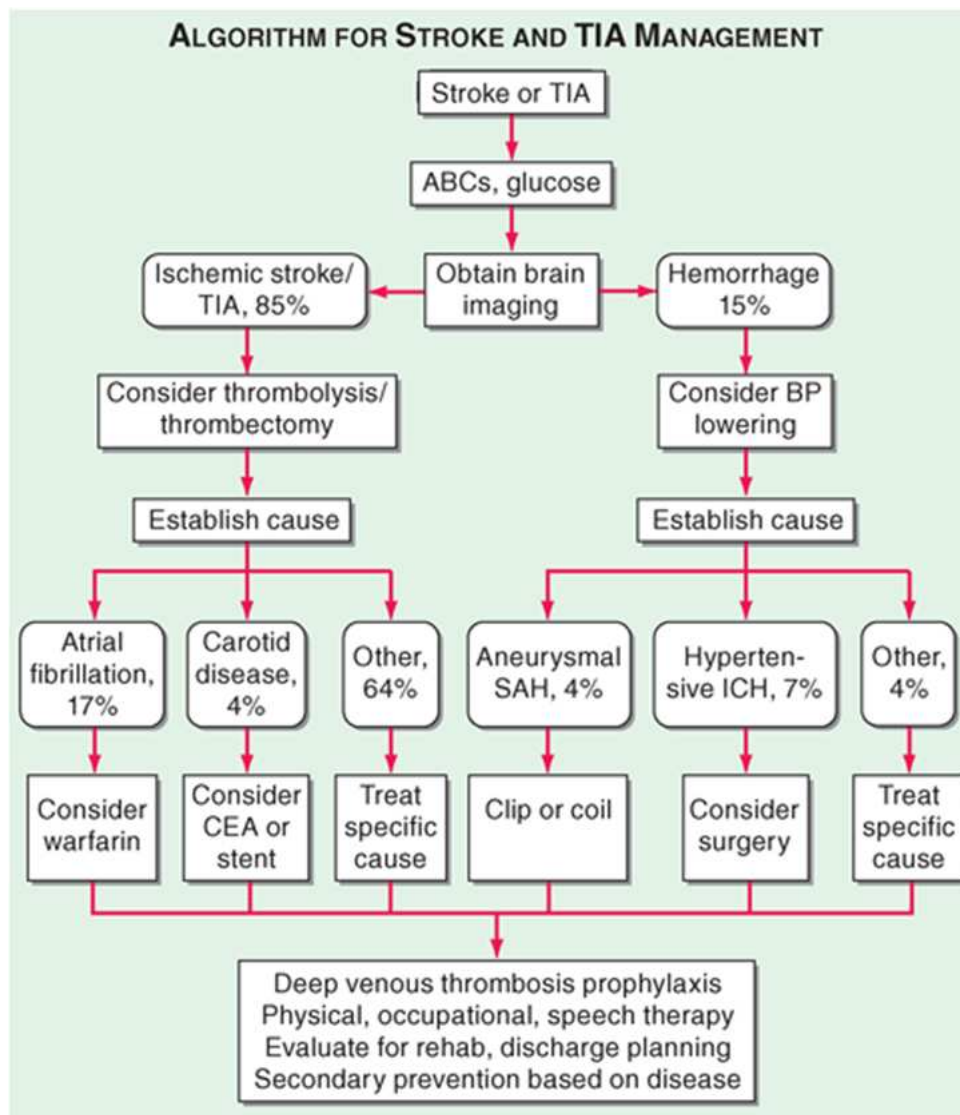 ALGORITHM FOR STROKE AND TIA MANAGEMENT
Stroke or TIA
ABCs, glucose
Obtain brain
imaging
Ischemic stroke/
TIA, 85%
Hemorrhage
15%
Consider thrombolysis/
thrombectomy
Consider BP
lowering
Establish cause
Establish cause
Atrial
fibrillation,
17%
Carotid
disease,
4%
Other,
64%
Aneurysmal
SAH, 4%
Hyperten-
sive ICH, 7%
Other,
4%
Consider
warfarin
Consider
CEA or
stent
Treat
specific
cause
Clip or coil
Consider
surgery
Treat
specific
cause
Deep venous thrombosis prophylaxis
Physical, occupational, speech therapy
Evaluate for rehab, discharge planning
Secondary prevention based on disease